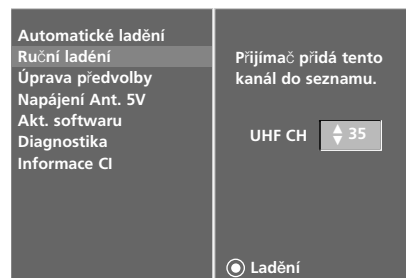 Automatické ladění
Ruční ladéní
Úprava předvolby
Napájení Ant. 5V
Akt. softwaru
Diagnostika
Informace CI
Přijímač přidá tento
kanál do seznamu.
UHF CH 35
Ladění